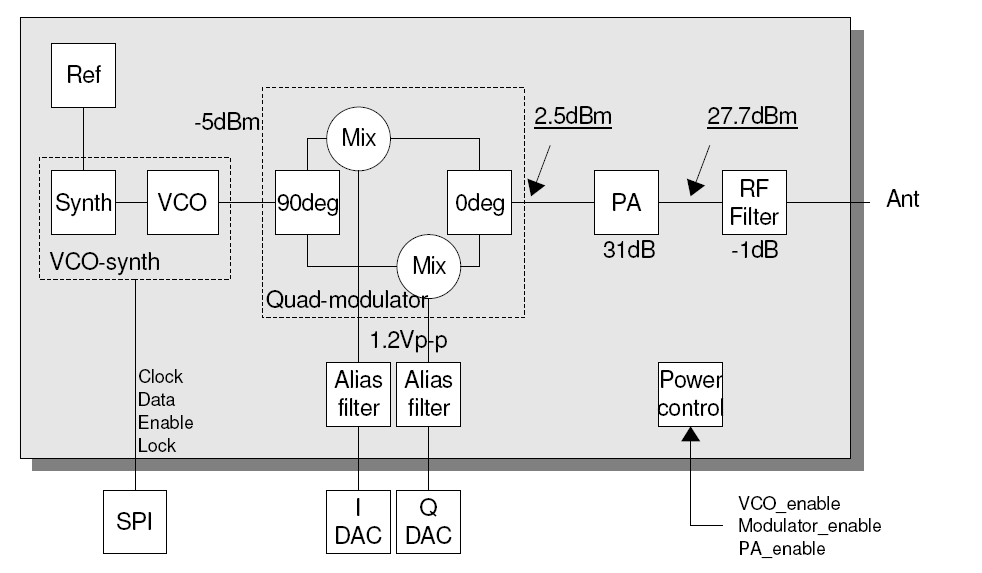 Ref
-5dBm
Mix
2.5dBm
27.7dBm
Synth
VCO
90deg
0deg
PA
RF
Filter
Ant
31dB
-1dB
VCO-synth
Mix
Quad-modulator
1.2Vp-p
Clock
Data
Enable
Lock
Alias
filter
Alias
filter
Power
control
SPI
I
DAC
Q
DAC
VCO_enable
Modulator_enable
PA_enable